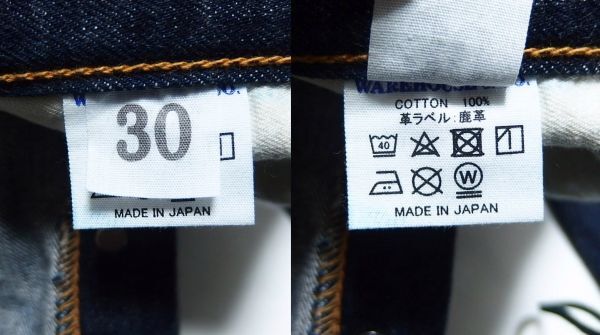 30
MADE IN JAPAN
WAREHOUSE
COTTON 100%
革ラベル:鹿革
40
W
MADE IN JAPAN